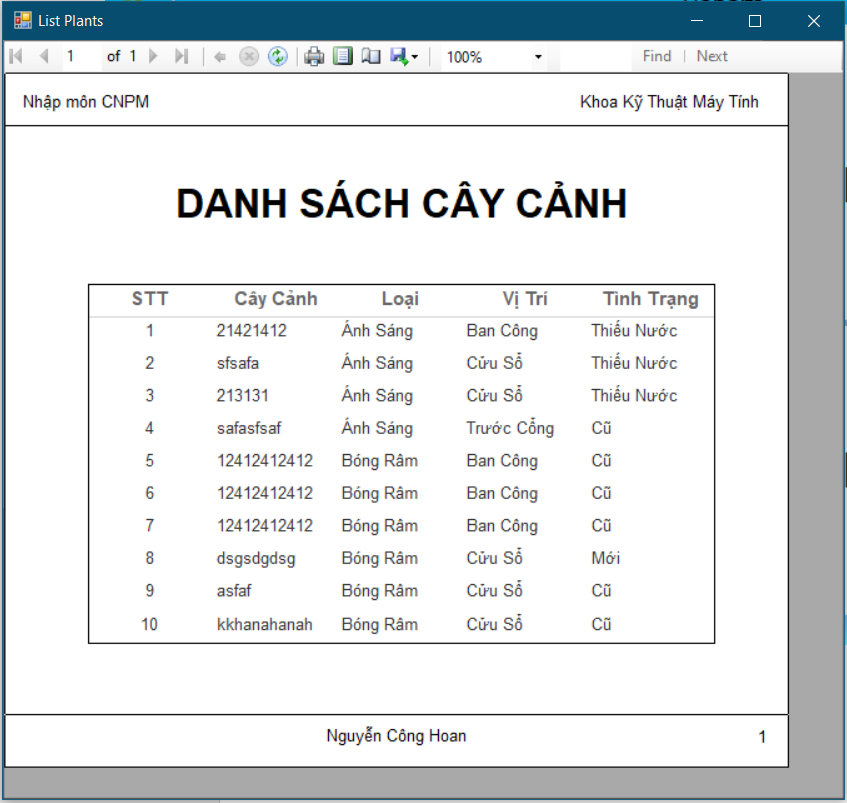 List Plants
1 of 1 100% Find Next
Nhập môn CNPM Khoa Kỹ Thuật Máy Tính
DANH SÁCH CÂY CẢNH
STT Cây Cảnh Loại Vị Trí Tình Trạng
1 21421412 Ánh Sáng Ban Công Thiếu Nước
2 sfsafa Ánh Sáng Cửu Sổ Thiếu Nước
3 213131 Ánh Sáng Cửu Sổ Thiếu Nước
4 safasfsaf Ánh Sáng Trước Cổng Cũ
5 12412412412 Bóng Râm Ban Công Cũ
6 12412412412 Bóng Râm Ban Công Cũ
7 12412412412 Bóng Râm Ban Công Cũ
8 dsgsdgdsg Bóng Râm Cửu Sổ Mới
9 asfaf Bóng Râm Cửu Sổ Cũ
10 kkhanahanah Bóng Râm Cửu Sổ Cũ
Nguyễn Công Hoan 1